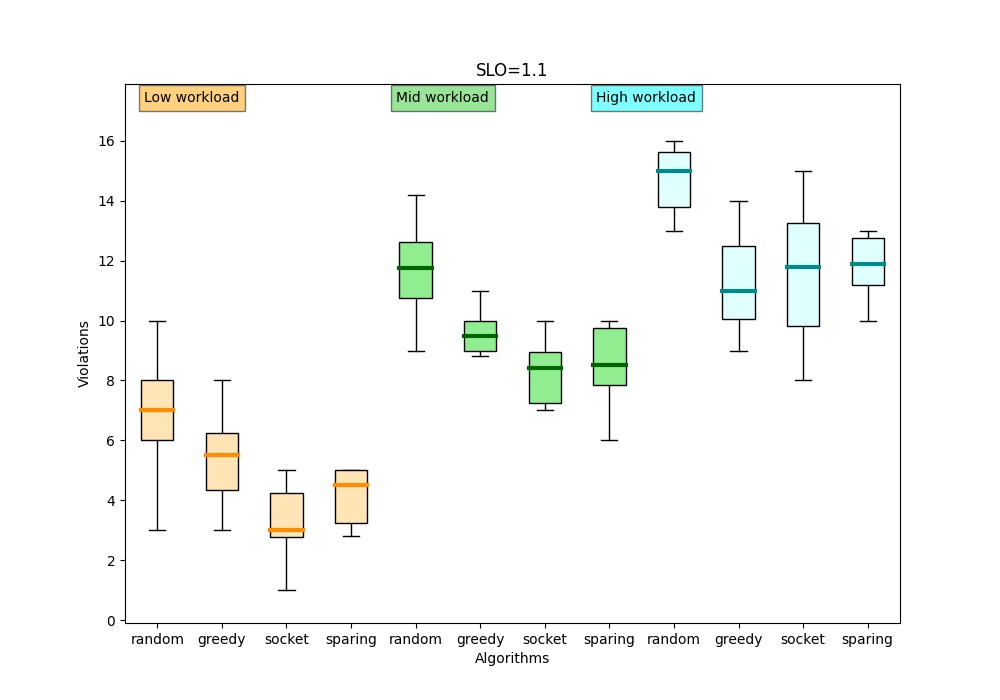 SLO=1.1
Low workload Mid workload High workload
16
14
12
10
8
6
4
2
0
Violations
random greedy socket sparing random greedy socket sparing random greedy socket sparing
Algorithms